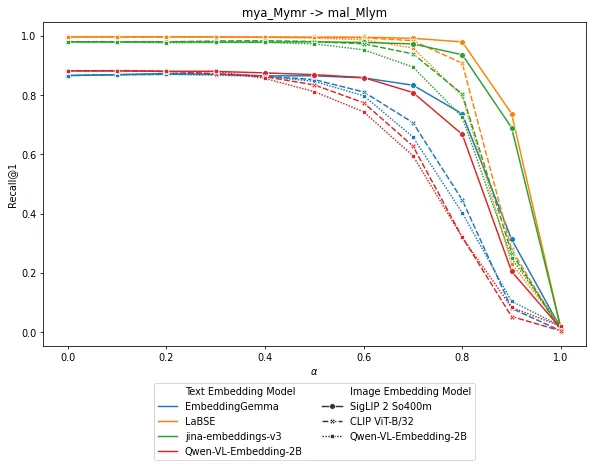 mya_Mymr -> mal_Mlym
Recall@1
1.0
0.8
0.6
0.4
0.2
0.0
0.0 0.2 0.4 0.6 0.8 1.0
α
Text Embedding Model
EmbeddingGemma
LaBSE
jina-embeddings-v3
Qwen-VL-Embedding-2B
Image Embedding Model
SigLIP 2 So400m
CLIP ViT-B/32
Qwen-VL-Embedding-2B